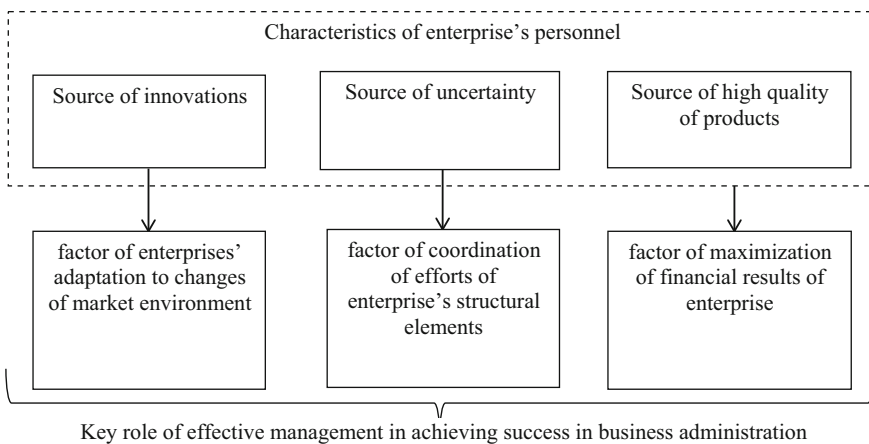 Characteristics of enterprise’s personnel
Source of innovations
Source of uncertainty
Source of high quality
of products
factor of enterprises’
adaptation to changes
of market environment
factor of coordination
of efforts of
enterprise’s structural
elements
factor of maximization
of financial results of
enterprise
Key role of effective management in achieving success in business administration